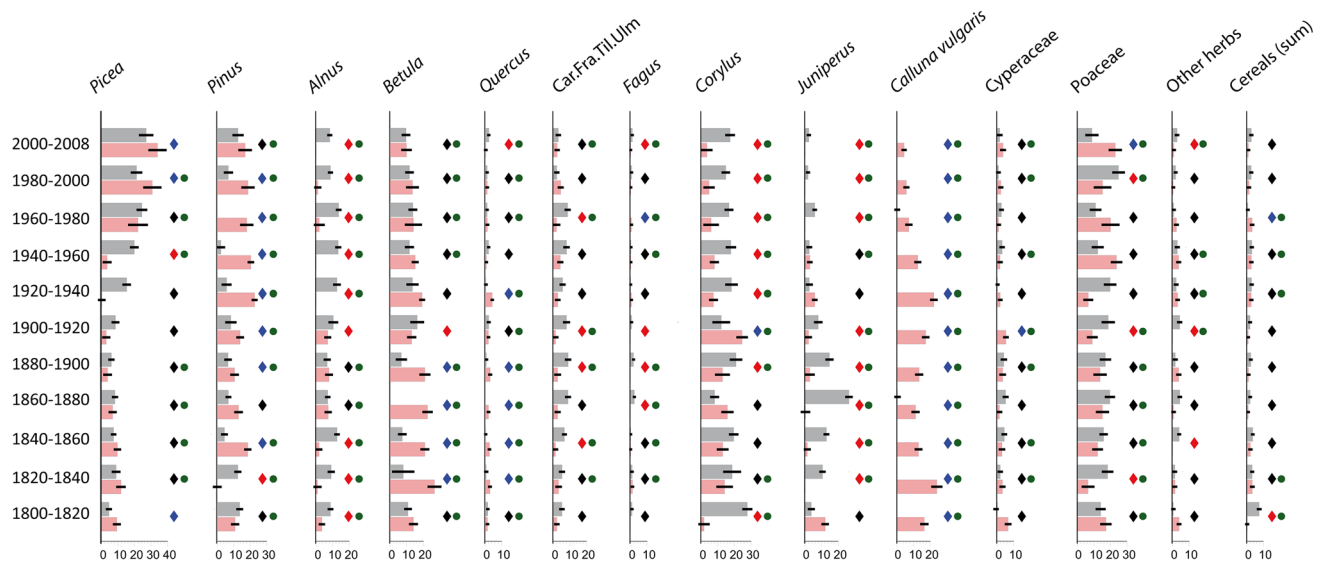 Picea
Pinus
Alnus
Betula
Quercus
Car.Fra.Til.Ulm
Fagus
Corylus
Juniperus
Calluna vulgaris
Cyperaceae
Poaceae
Other herbs
Cereals (sum)
2000-2008
1980-2000
1960-1980
1940-1960
1920-1940
1900-1920
1880-1900
1860-1880
1840-1860
1820-1840
1800-1820
0 10 20 30 40
0 10 20 30
0 10 20
0 10 20
0 10
0 10 20
0 10
0 10 20 30
0 10 20
0 10 20
0 10
0 10 20 30
0 10
0 10